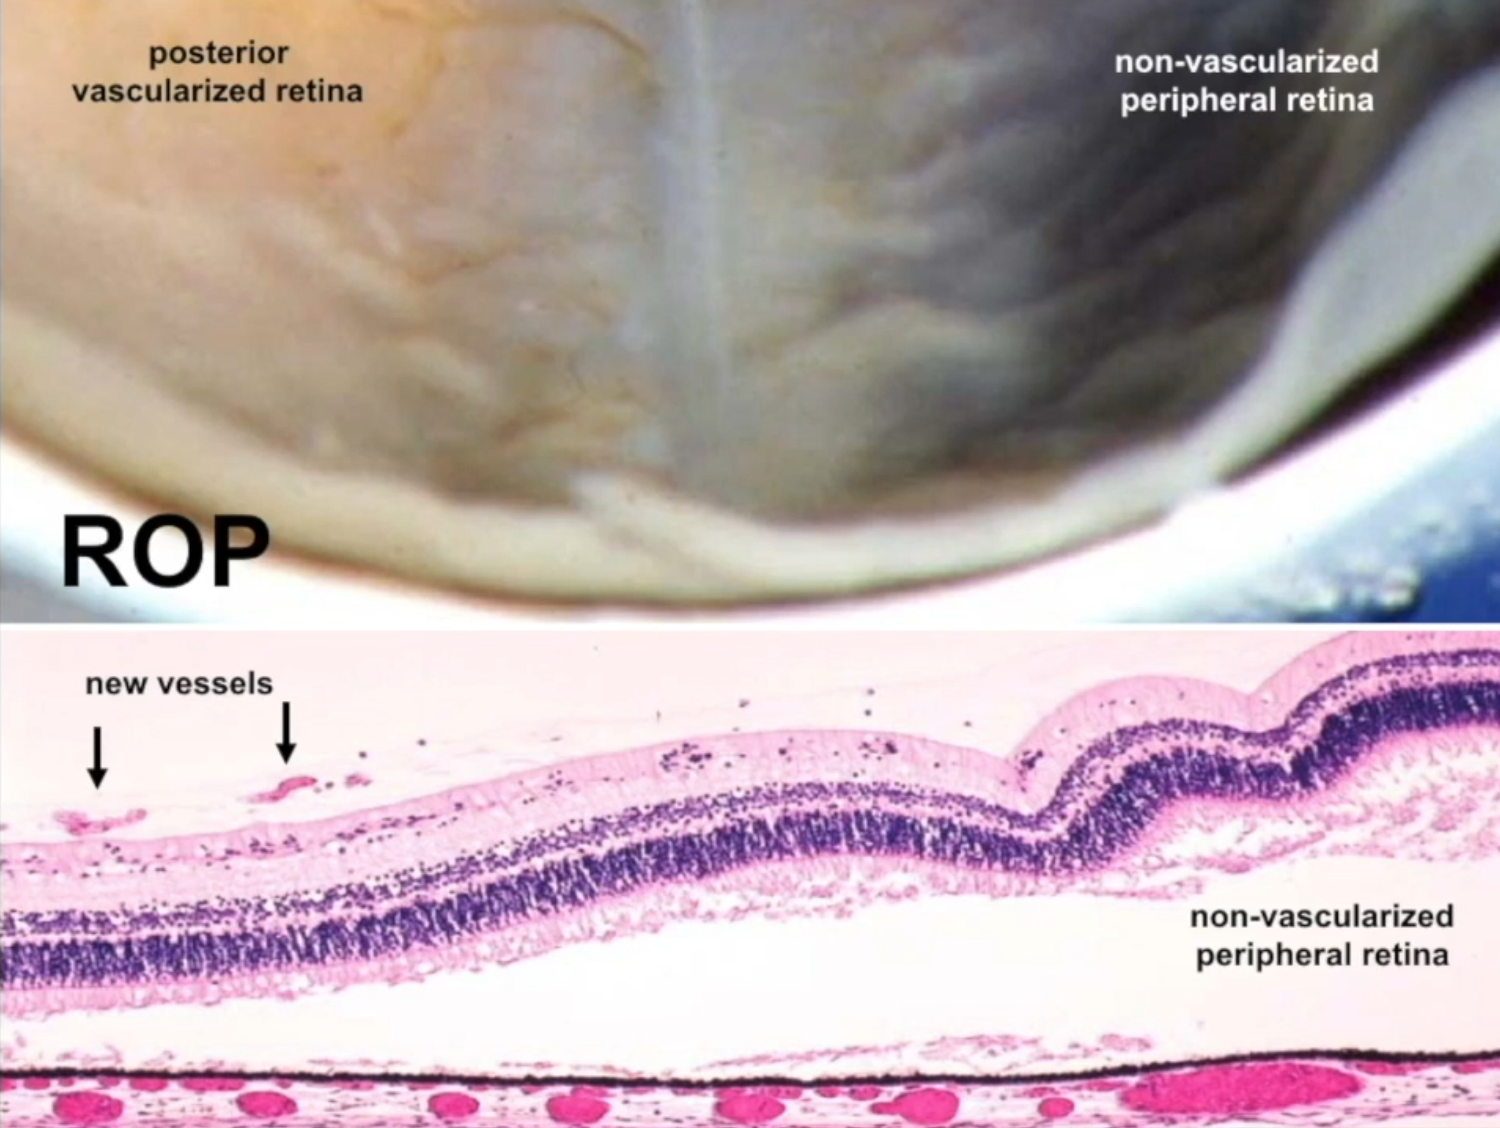 posterior
vascularized retina
non-vascularized
peripheral retina
ROP
new vessels
non-vascularized
peripheral retina